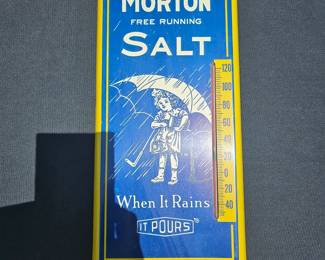 MORTON
FREE RUNNING
SALT
120
100
80
60
40
20
0
20
40
When It Rains
IT POURS